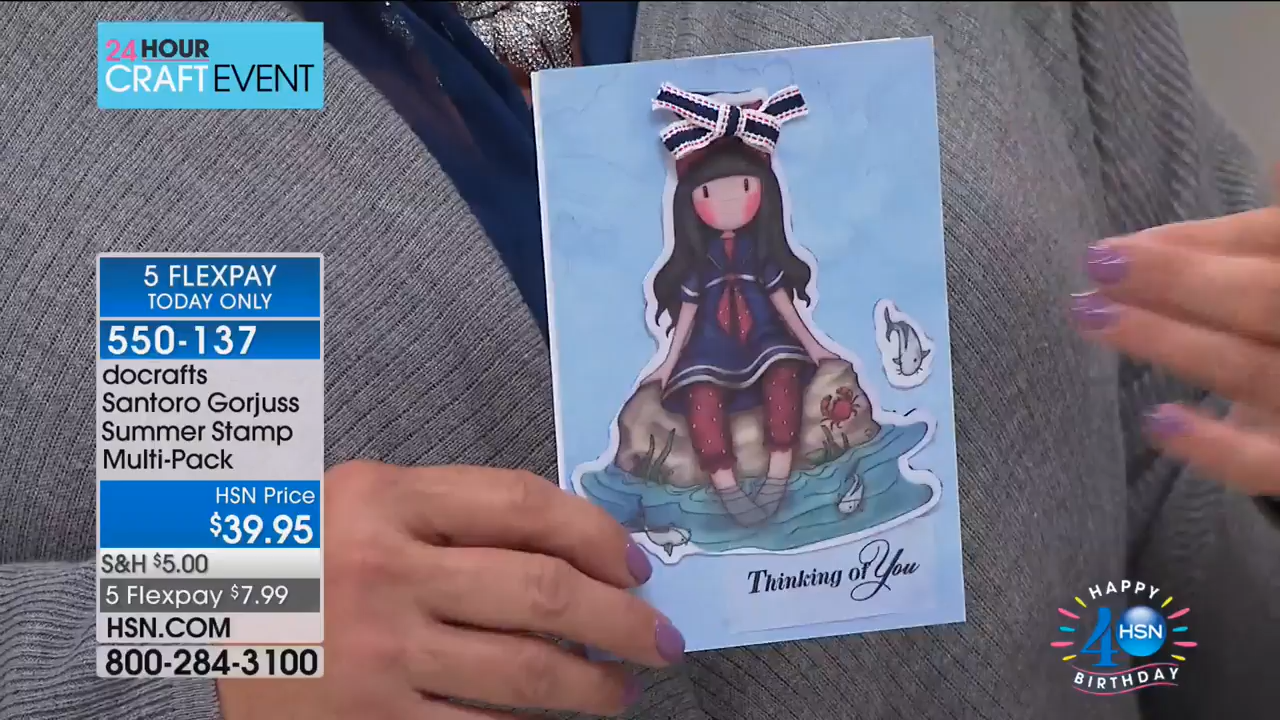 24 HOUR
CRAFT EVENT
5 FLEXPAY
TODAY ONLY
550-137
docrafts
Santoro Gorjuss
Summer Stamp
Multi-Pack
HSN Price
$39.95
S&H $5.00
5 Flexpay $7.99
HSN.COM
800-284-3100
Thinking of You
HAPPY
40 HSN
BIRTHDAY